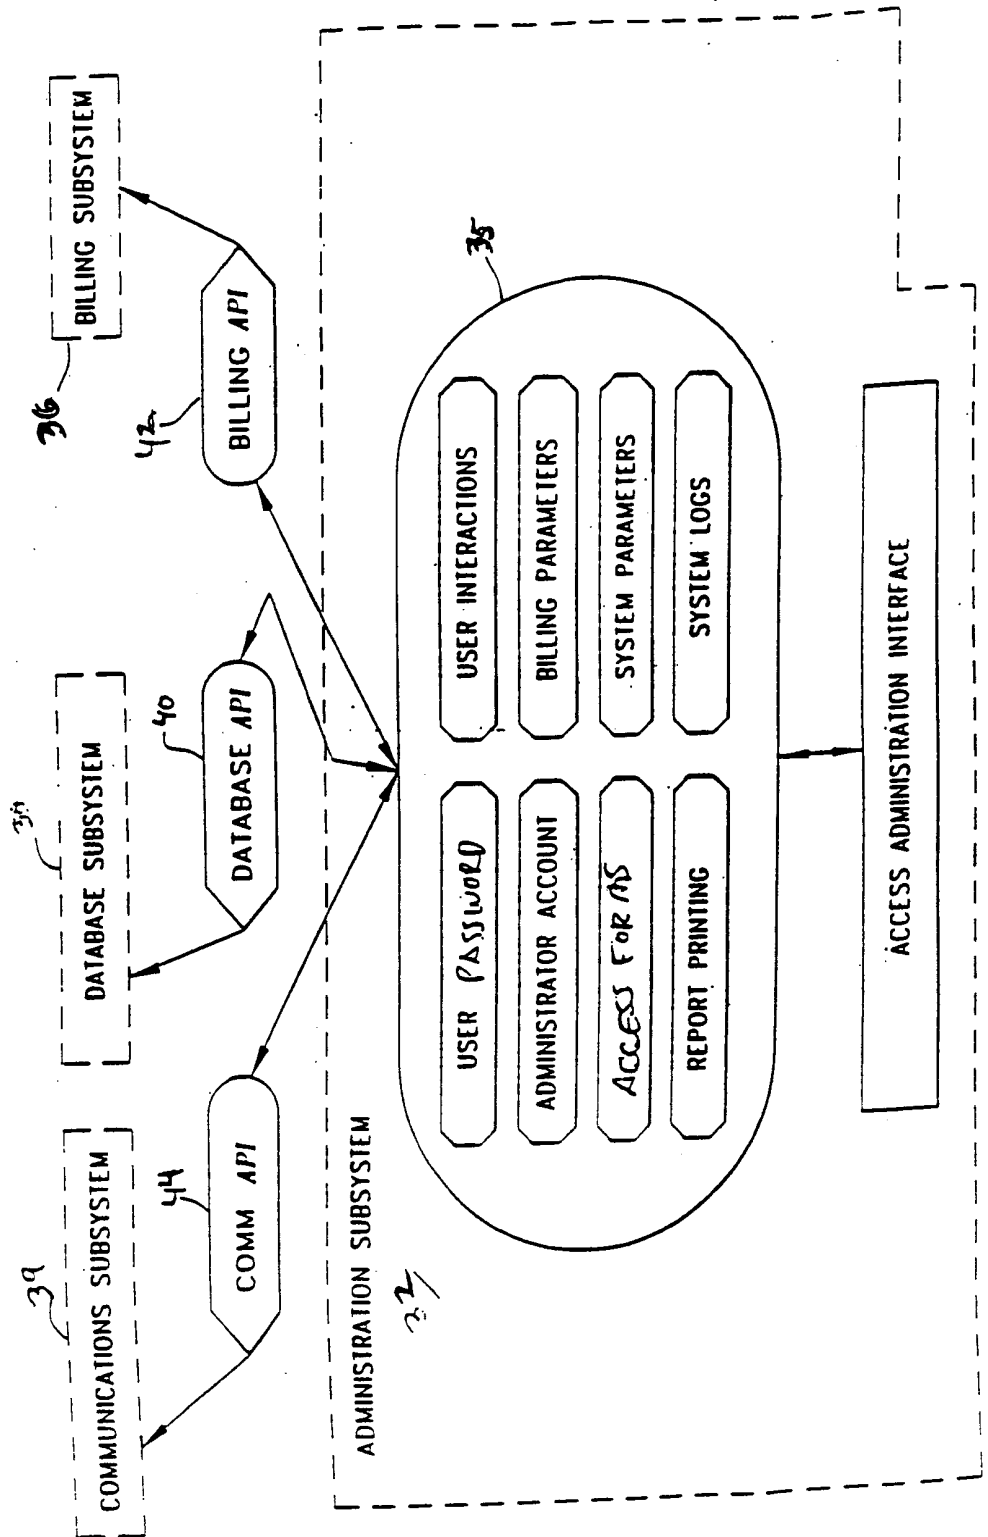 39
COMMUNICATIONS SUBSYSTEM
DATABASE SUBSYSTEM
36
BILLING SUBSYSTEM
44
COMM API
40
DATABASE API
42
BILLING API
ADMINISTRATION SUBSYSTEM
32
35
USER PASSWORD
USER INTERACTIONS
ADMINISTRATOR ACCOUNT
BILLING PARAMETERS
ACCESS FORMS
SYSTEM PARAMETERS
REPORT PRINTING
SYSTEM LOGS
ACCESS ADMINISTRATION INTERFACE